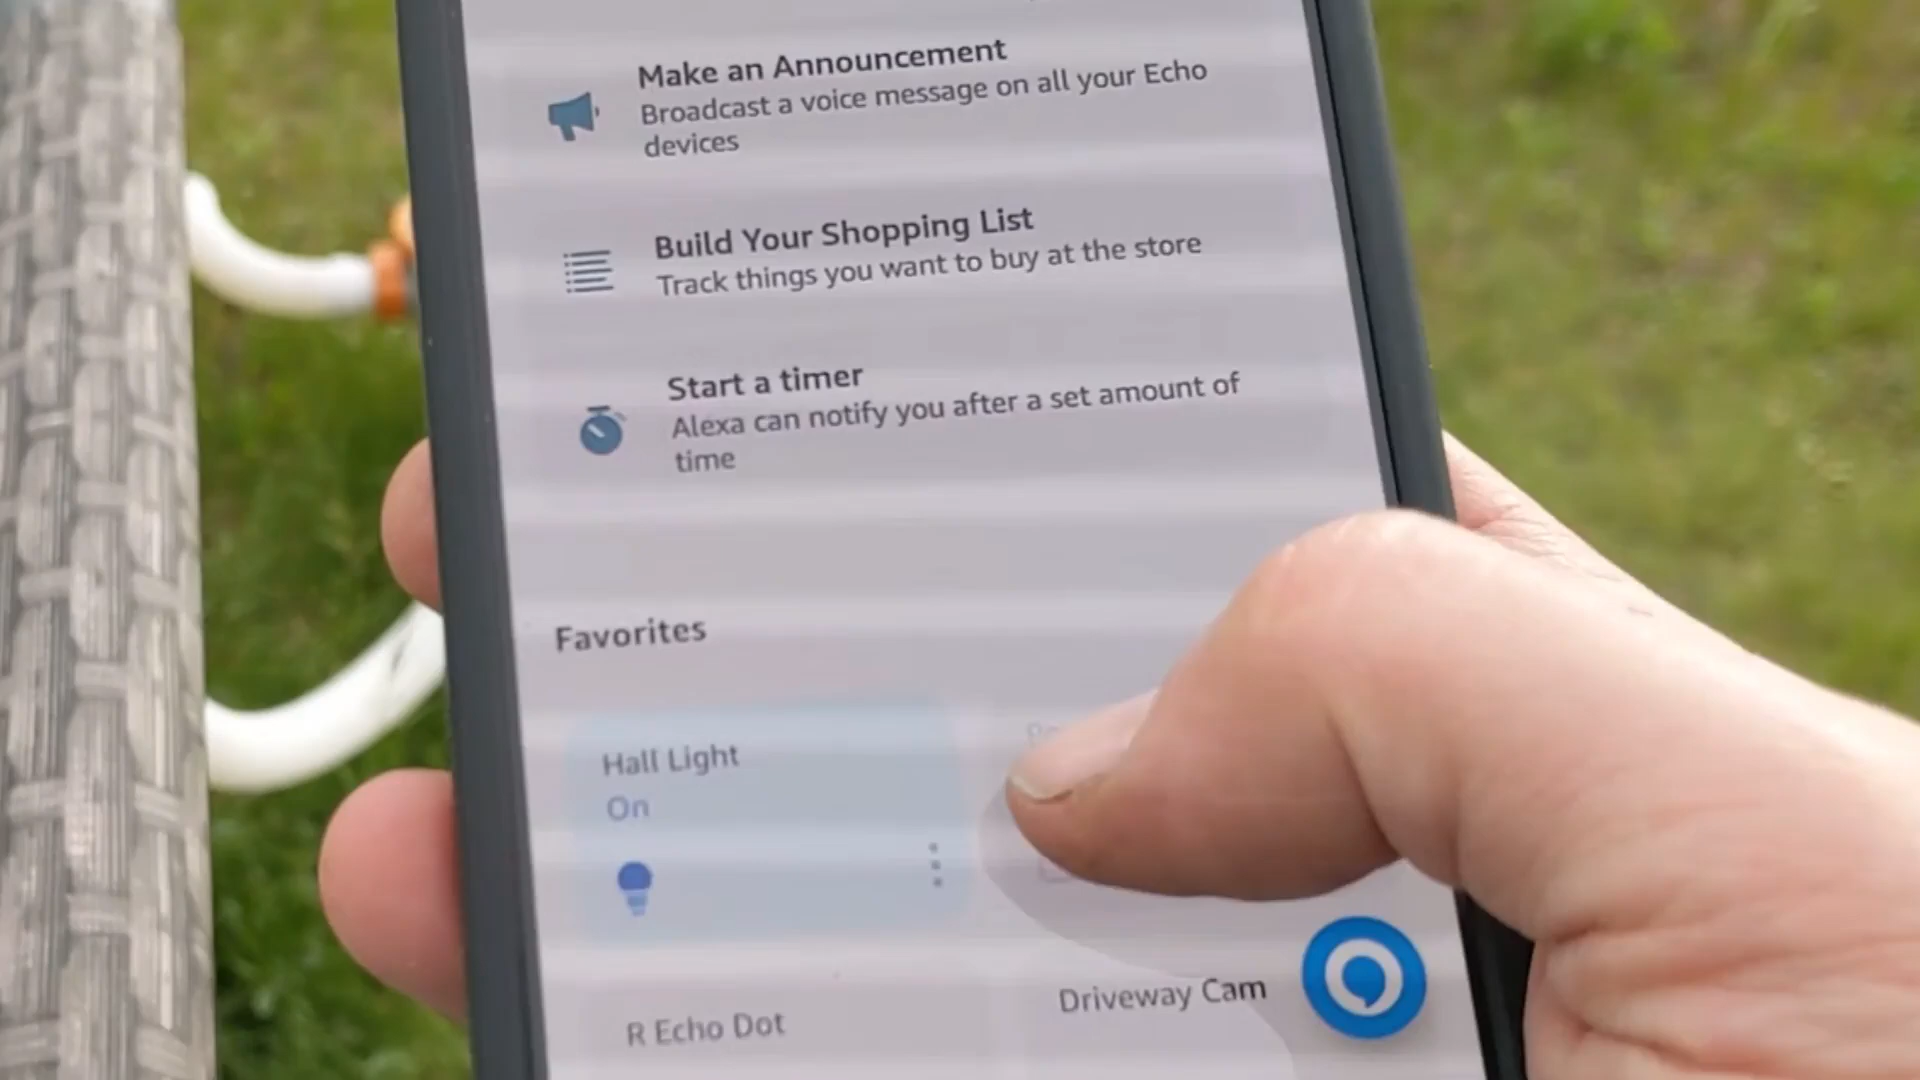 Make an Announcement
Broadcast a voice message on all your Echo
devices
Build Your Shopping List
Track things you want to buy at the store
Start a timer
Alexa can notify you after a set amount of
time
Favorites
Hall Light
On
R Echo Dot
Driveway Cam